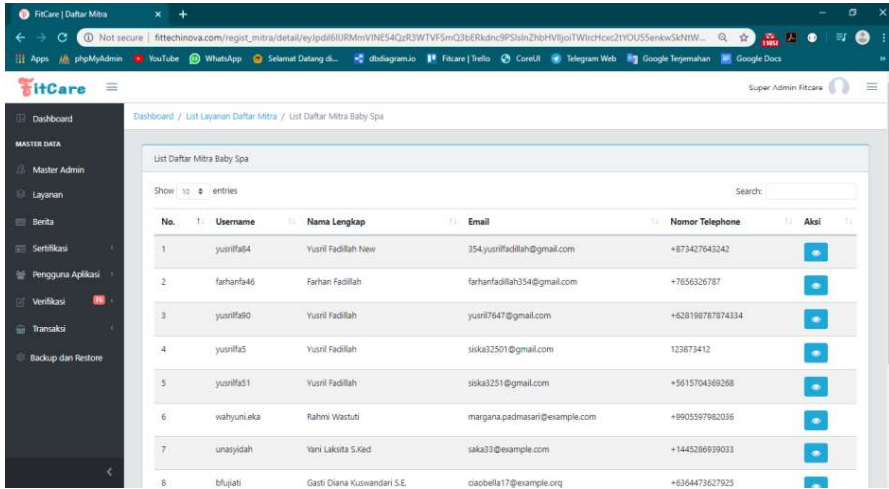 FitCare | Daftar Mitra
Not secure | fittechinova.com/regist_mitra/detail/
Apps phpMyAdmin YouTube WhatsApp Selamat Datang di... dbdiagram.io Fitcare | Trello CoreUI Telegram Web Google Terjemahan Google Docs
FitCare Super Admin Fitcare
Dashboard
MASTER DATA
Master Admin
Layanan
Berita
Sertifikasi
Pengguna Aplikasi
Verifikasi
Transaksi
Backup dan Restore
Dashboard / List Layanan Daftar Mitra / List Daftar Mitra Baby Spa
List Daftar Mitra Baby Spa
Show 10 entries Search:
No. Username Nama Lengkap Email Nomor Telephone Aksi
1 yusrilfa84 Yusril Fadillah New 354.yusrilfadillah@gmail.com +873427643242
2 farhanfa46 Farhan Fadillah farhanfadillah354@gmail.com +7656326787
3 yusrilfa90 Yusril Fadillah yusril7647@gmail.com +628198787874334
4 yusrilfa5 Yusril Fadillah siska32501@gmail.com 123873412
5 yusrilfa51 Yusril Fadillah siska3251@gmail.com +5615704369268
6 wahyuni.eka Rahmi Wastuti margana.padmasari@example.com +9905597982036
7 unasyidah Yani Laksita S.Ked saka33@example.com +1445286939033
8 bfujiati Gasti Diana Kuswandari S.E. ciaobella17@example.org +6364473627925